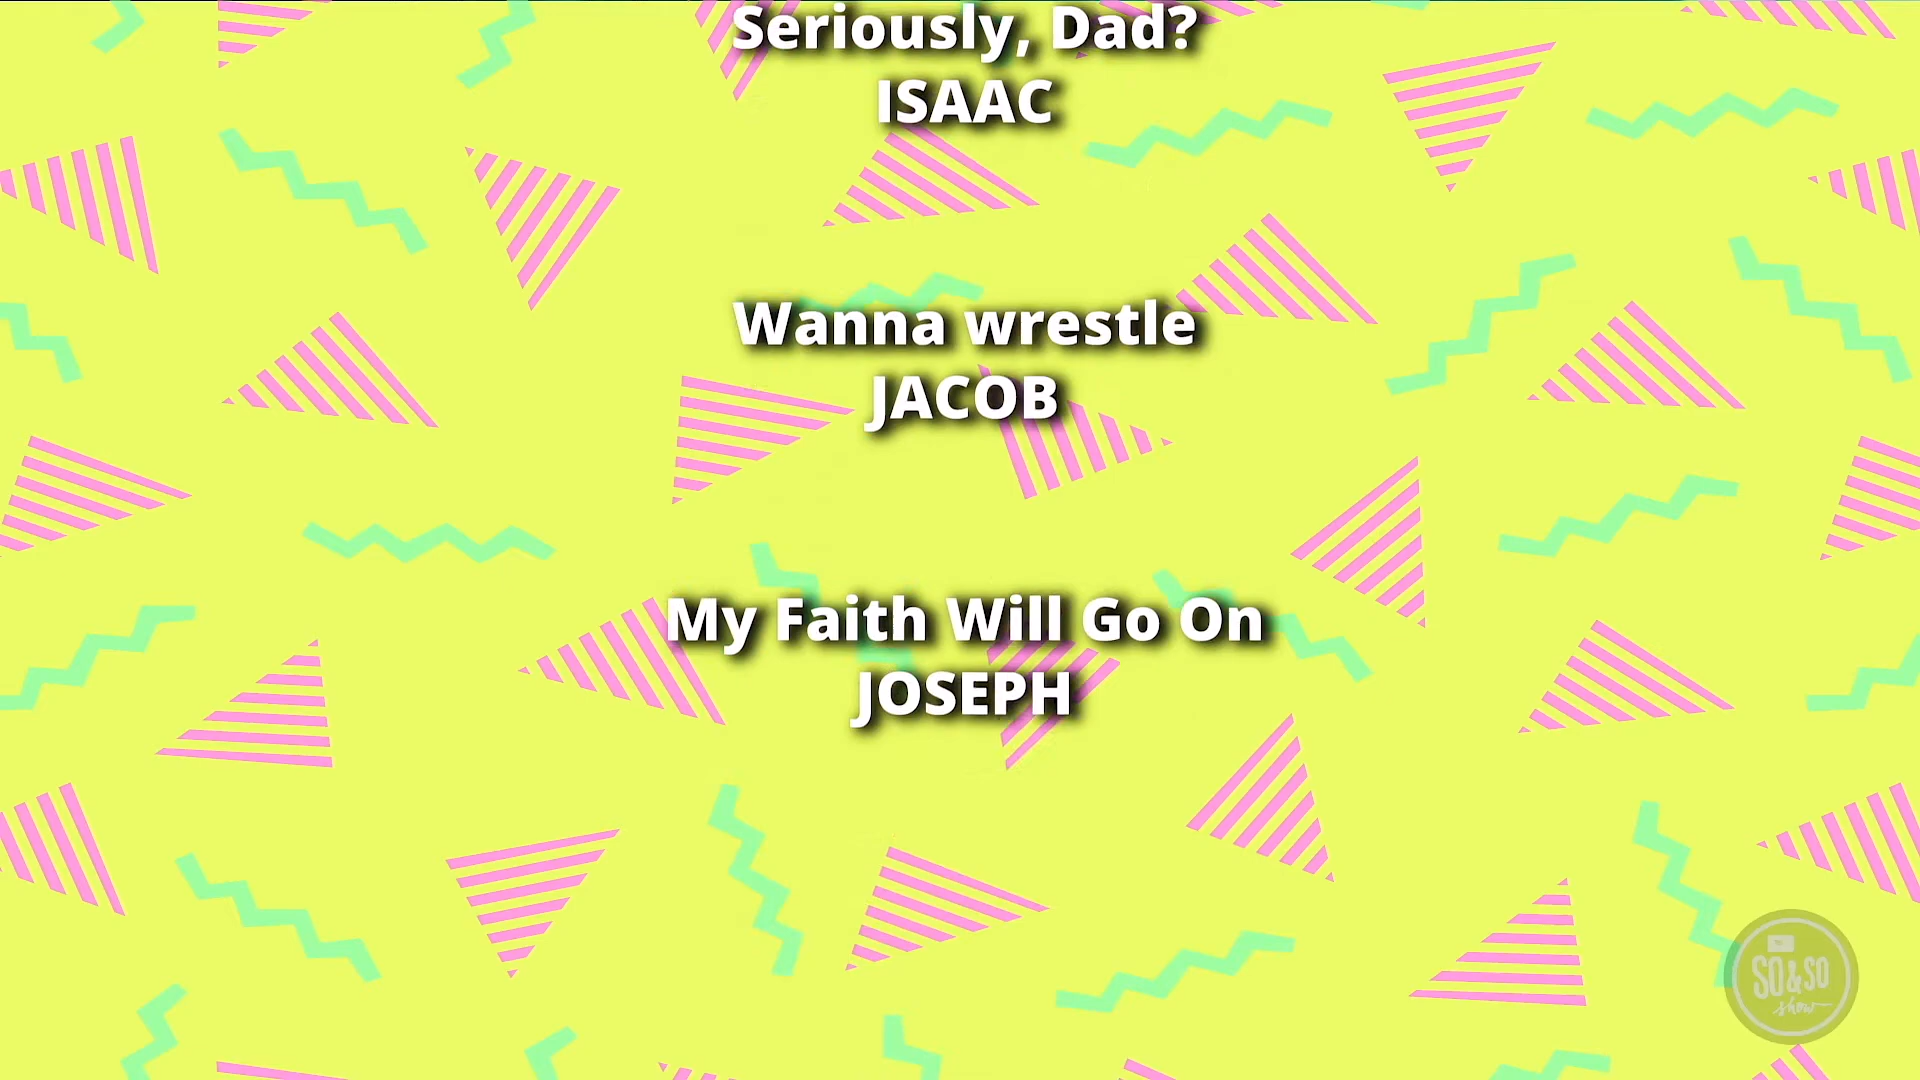 Seriously, Dad?
ISAAC
Wanna wrestle
JACOB
My Faith Will Go On
JOSEPH
SO & SO
show